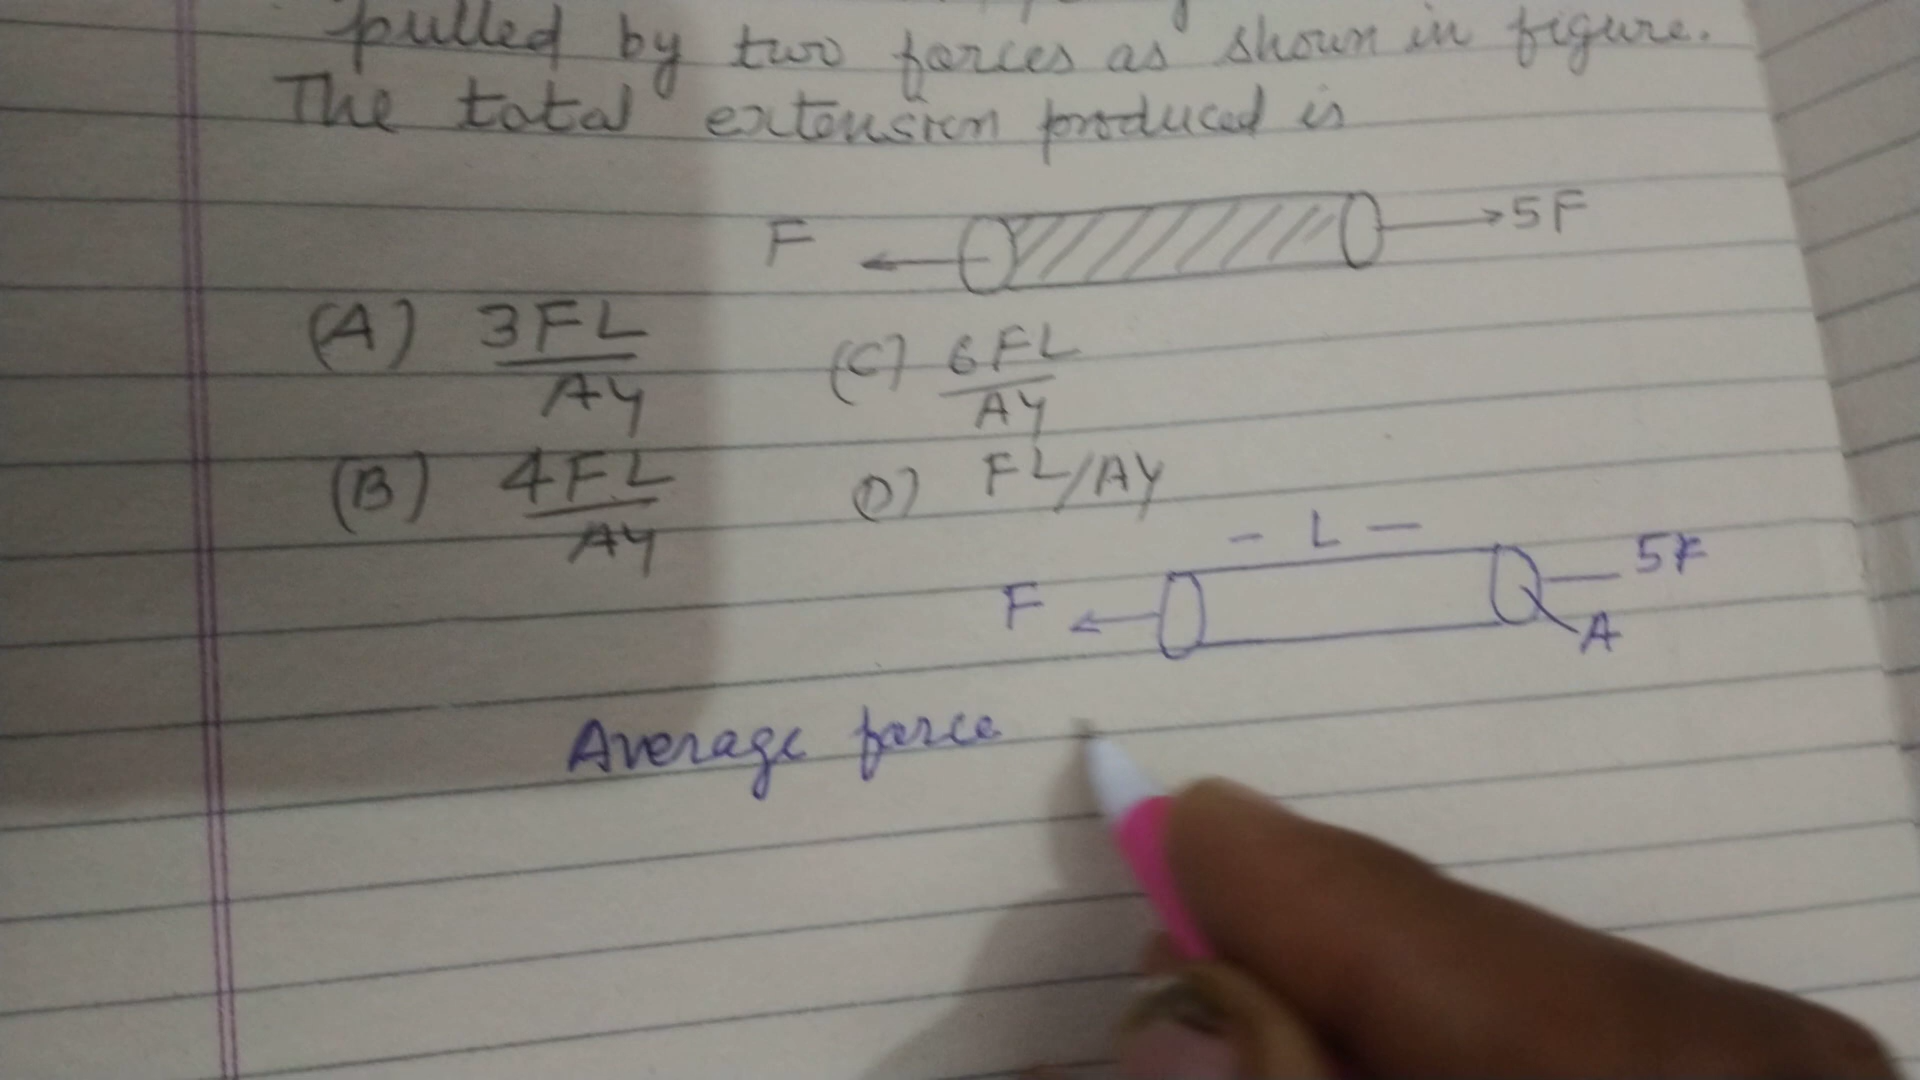 pulled by two forces as shown in figure.
The total extension produced is
F 5F
(A) 3FL/AY (C) 6FL/AY
(B) 4FL/AY D) FL/AY
- L -
F 5F
A
Average force